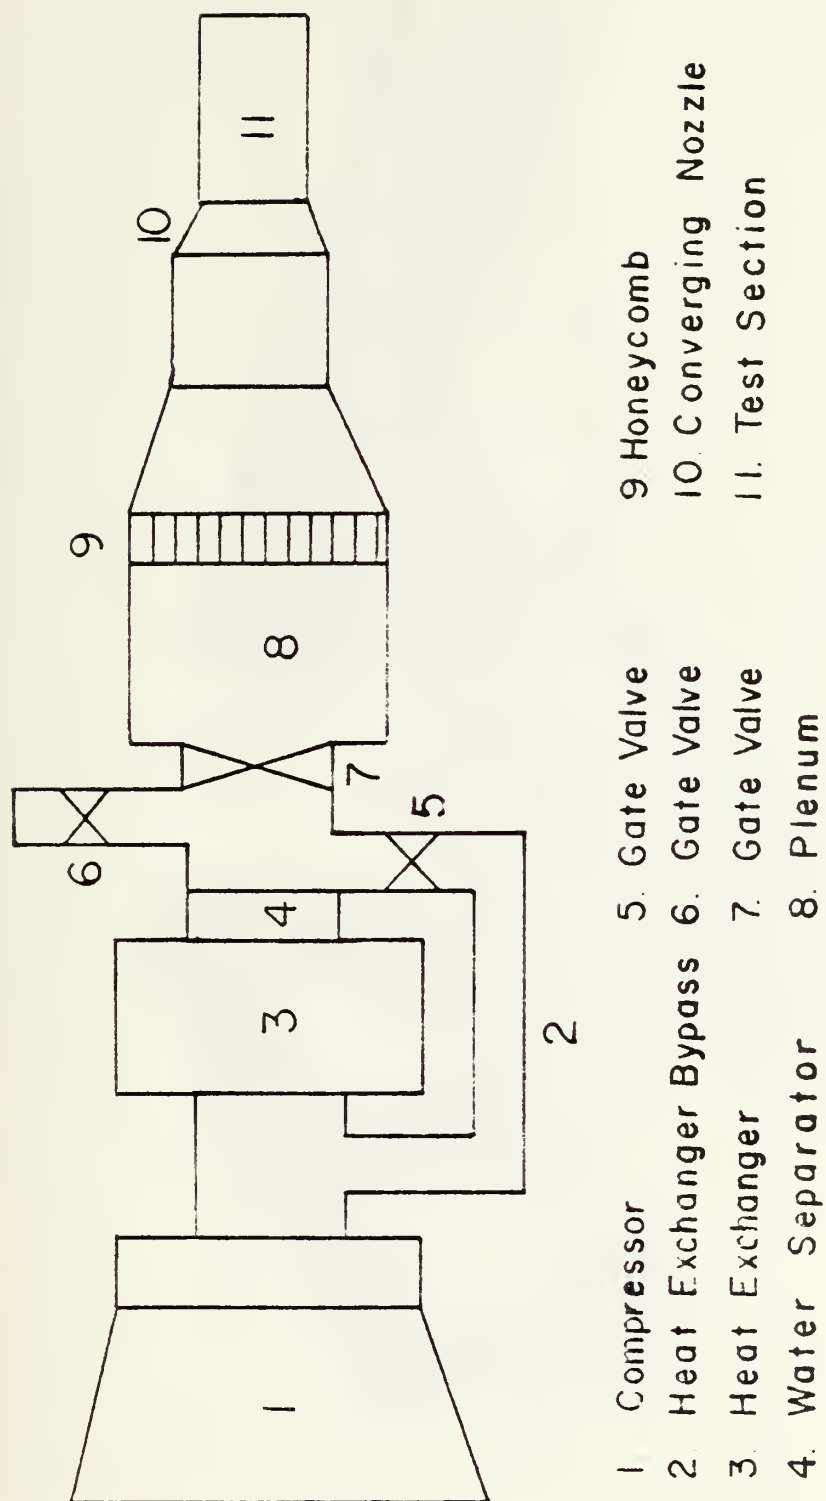 11
10
9
8
7
6
5
4
3
2
1
1. Compressor
2. Heat Exchanger Bypass
3. Heat Exchanger
4. Water Separator
5. Gate Valve
6. Gate Valve
7. Gate Valve
8. Plenum
9. Honeycomb
10. Converging Nozzle
11. Test Section